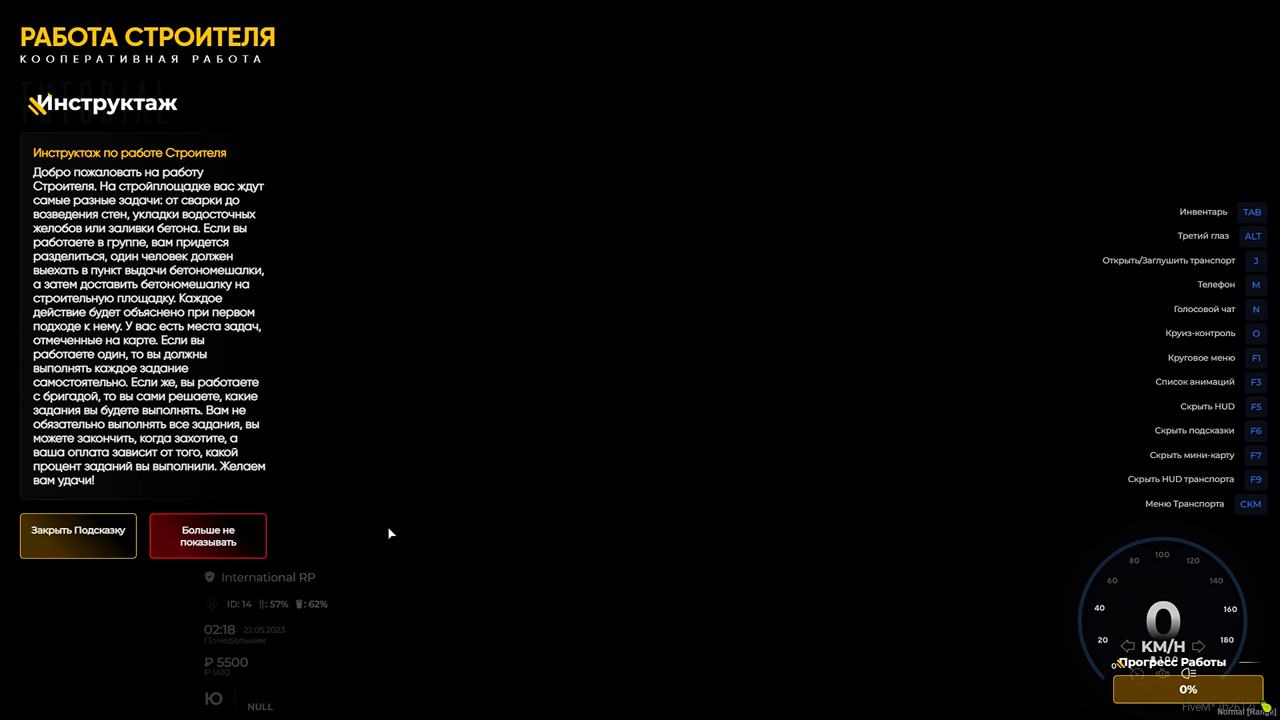 РАБОТА СТРОИТЕЛЯ
КООПЕРАТИВНАЯ РАБОТА
TUTORIAL
Инструктаж
Инструктаж по работе Строителя
Добро пожаловать на работу
Строителя. На стройплощадке вас ждут
самые разные задачи: от сварки до
возведения стен, укладки водосточных
желобов или заливки бетона. Если вы
работаете в группе, вам придется
разделиться, один человек должен
выехать в пункт выдачи бетономешалки,
а затем доставить бетономешалку на
строительную площадку. Каждое
действие будет объяснено при первом
подходе к нему. У вас есть места задач,
отмеченные на карте. Если вы
работаете один, то вы должны
выполнять каждое задание
самостоятельно. Если же, вы работаете
с бригадой, то вы сами решаете, какие
задания вы будете выполнять. Вам не
обязательно выполнять все задания, вы
можете закончить, когда захотите, а
ваша оплата зависит от того, какой
процент заданий вы выполнили. Желаем
вам удачи!
Закрыть Подсказку
Больше не
показывать
International RP
ID: 14 : 57% : 62%
02:18 22.05.2023
Понедельник
₽ 5500
₽ 1410
Ю NULL
Инвентарь TAB
Третий глаз ALT
Открыть/Заглушить транспорт J
Телефон M
Голосовой чат N
Круиз-контроль O
Круговое меню F1
Список анимаций F3
Скрыть HUD F5
Скрыть подсказки F6
Скрыть мини-карту F7
Скрыть HUD транспорта F9
Меню Транспорта СКМ
0 20 40 60 80 100 120 140 160 180
0
KM/H
Прогресс Работы
0%
FiveM*
Normal [Range]